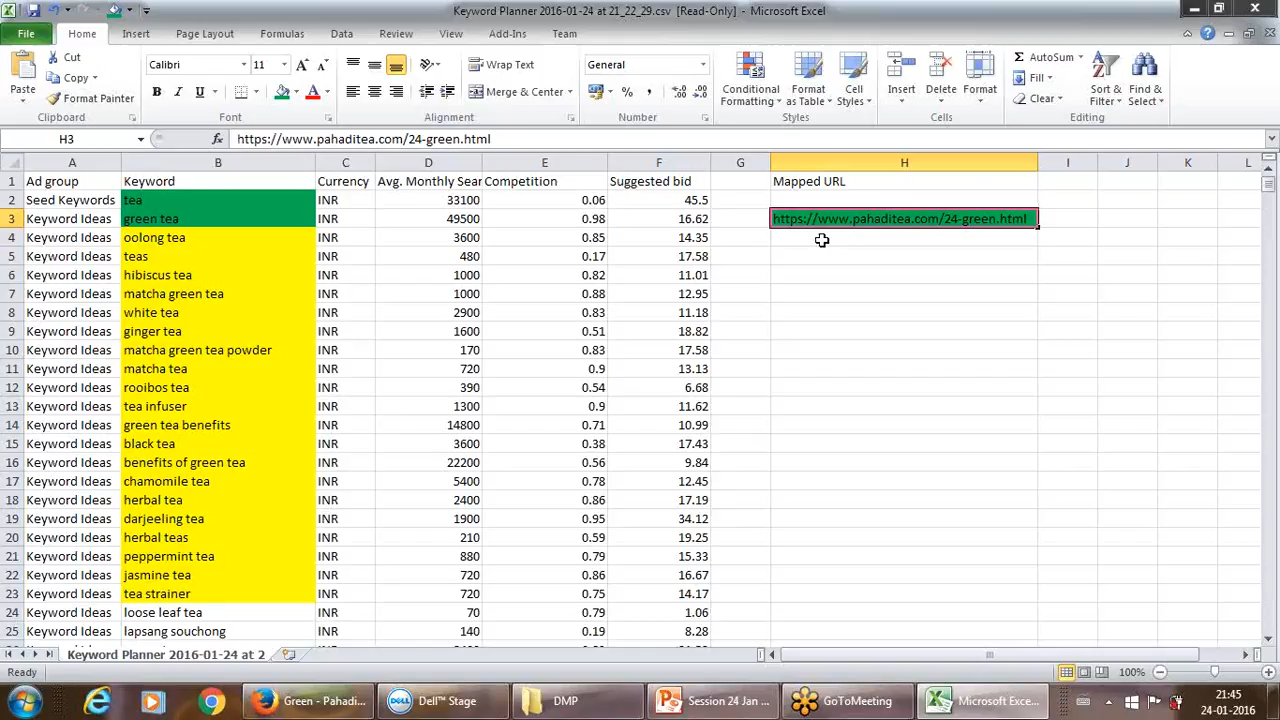 Keyword Planner 2016-01-24 at 21_22_29.csv [Read-Only] - Microsoft Excel
File Home Insert Page Layout Formulas Data Review View Add-Ins Team
Cut Calibri 11 Wrap Text General AutoSum
Paste Copy Merge & Center Conditional Formatting Format as Table Cell Styles Insert Delete Format Fill Sort & Filter Find & Select
Format Painter B I U A % , Clear
Clipboard Font Alignment Number Styles Cells Editing
H3 fx https://www.pahaditea.com/24-green.html
A B C D E F G H I J K L
1 Ad group Keyword Currency Avg. Monthly Sear Competition Suggested bid Mapped URL
2 Seed Keywords tea INR 33100 0.06 45.5
3 Keyword Ideas green tea INR 49500 0.98 16.62 https://www.pahaditea.com/24-green.html
4 Keyword Ideas oolong tea INR 3600 0.85 14.35
5 Keyword Ideas teas INR 480 0.17 17.58
6 Keyword Ideas hibiscus tea INR 1000 0.82 11.01
7 Keyword Ideas matcha green tea INR 1000 0.88 12.95
8 Keyword Ideas white tea INR 2900 0.83 11.18
9 Keyword Ideas ginger tea INR 1600 0.51 18.82
10 Keyword Ideas matcha green tea powder INR 170 0.83 17.58
11 Keyword Ideas matcha tea INR 720 0.9 13.13
12 Keyword Ideas rooibos tea INR 390 0.54 6.68
13 Keyword Ideas tea infuser INR 1300 0.9 11.62
14 Keyword Ideas green tea benefits INR 14800 0.71 10.99
15 Keyword Ideas black tea INR 3600 0.38 17.43
16 Keyword Ideas benefits of green tea INR 22200 0.56 9.84
17 Keyword Ideas chamomile tea INR 5400 0.78 12.45
18 Keyword Ideas herbal tea INR 2400 0.86 17.19
19 Keyword Ideas darjeeling tea INR 1900 0.95 34.12
20 Keyword Ideas herbal teas INR 210 0.59 19.25
21 Keyword Ideas peppermint tea INR 880 0.79 15.33
22 Keyword Ideas jasmine tea INR 720 0.86 16.67
23 Keyword Ideas tea strainer INR 720 0.75 14.17
24 Keyword Ideas loose leaf tea INR 70 0.79 1.06
25 Keyword Ideas lapsang souchong INR 140 0.19 8.28
Keyword Planner 2016-01-24 at 2
Ready 100%
Green - Pahadi... Dell™ Stage DMP Session 24 Jan ... GoToMeeting Microsoft Exce... 21:45
24-01-2016